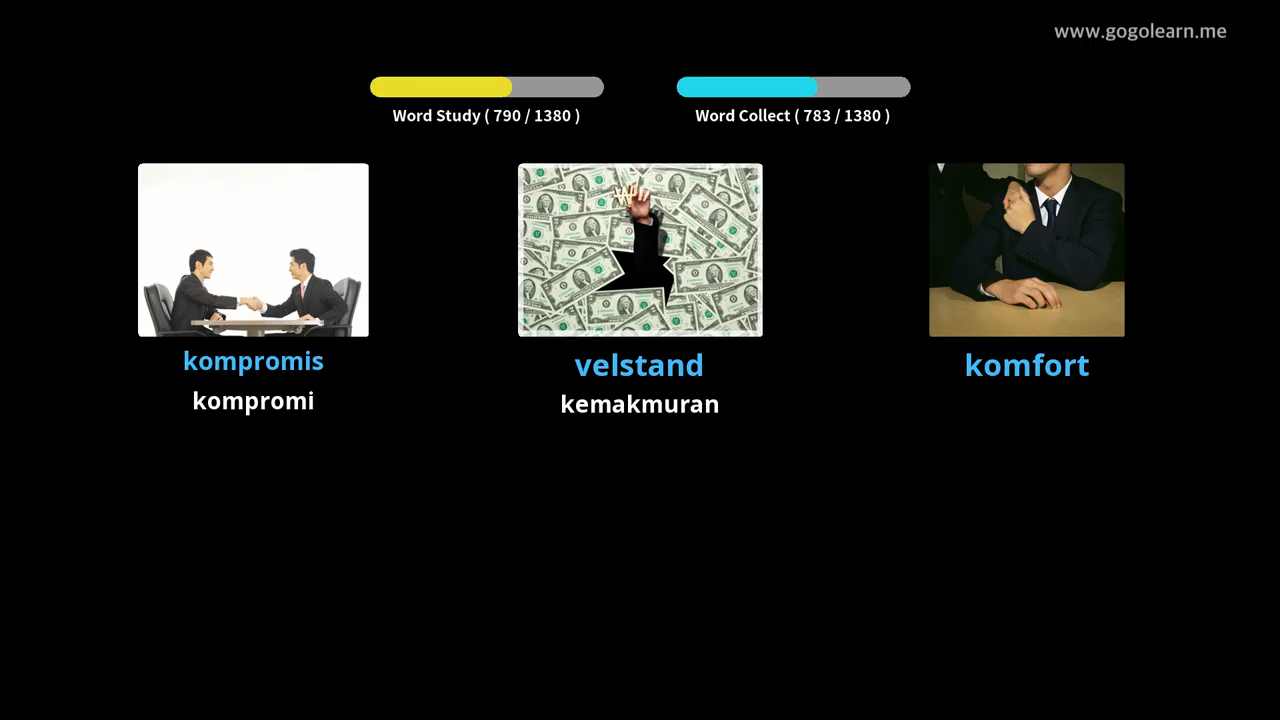 www.gogolearn.me
Word Study ( 790 / 1380 )
Word Collect ( 783 / 1380 )
kompromis
velstand
komfort
kompromi
kemakmuran